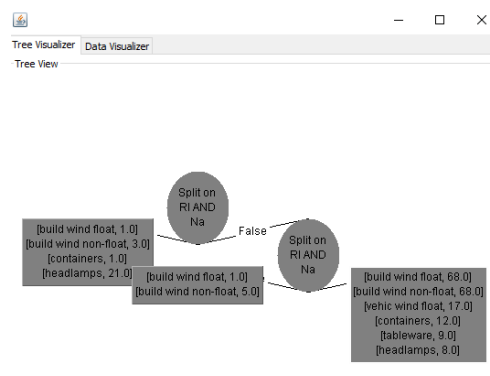 Tree Visualizer
Data Visualizer
Tree View
Split on
RI AND
Na
[build wind float, 1.0]
[build wind non-float, 3.0]
[containers, 1.0]
[headlamps, 21.0]
False
Split on
RI AND
Na
[build wind float, 1.0]
[build wind non-float, 5.0]
[build wind float, 68.0]
[build wind non-float, 68.0]
[vehic wind float, 17.0]
[containers, 12.0]
[tableware, 9.0]
[headlamps, 8.0]